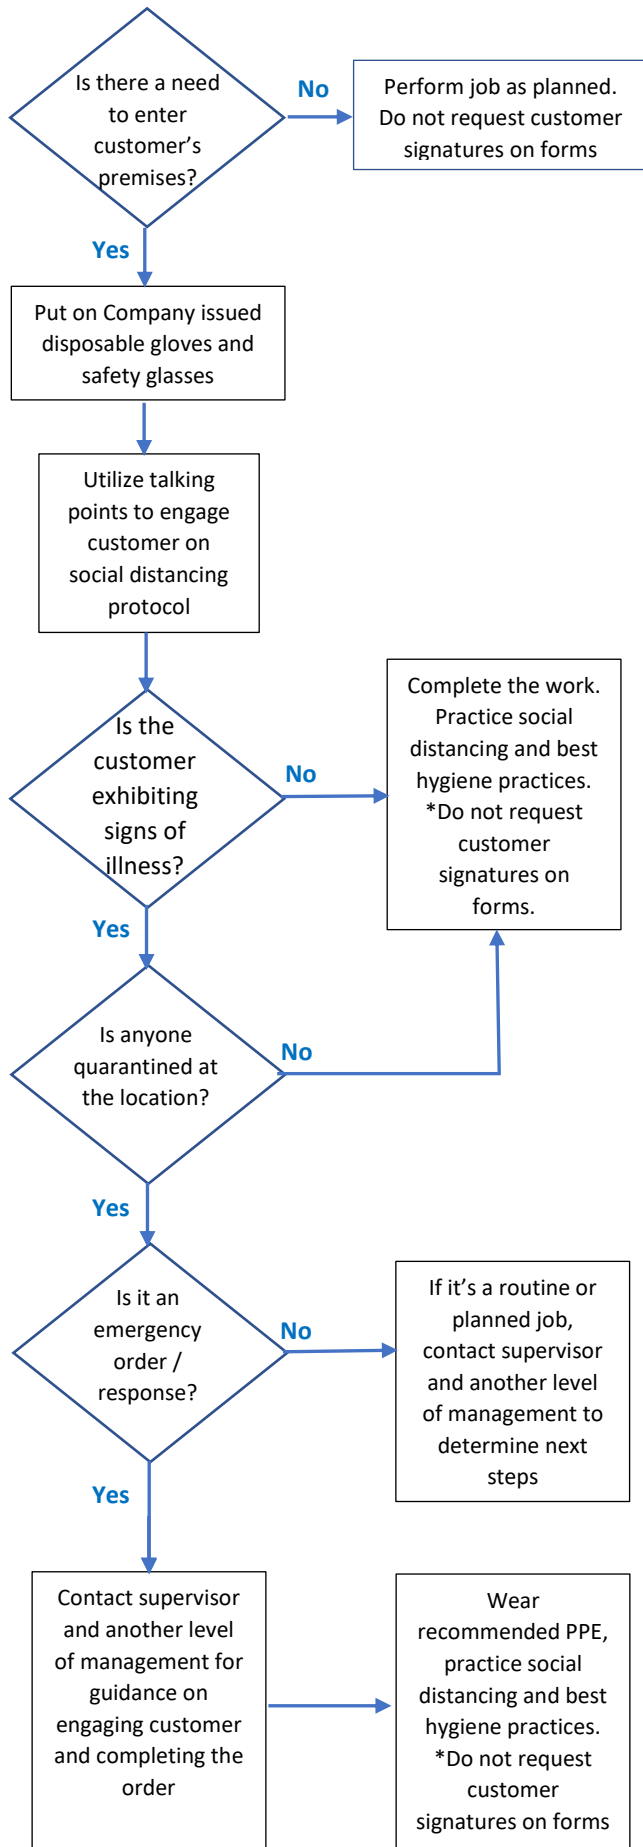 Is there a need
to enter
customer's
premises?
No
Perform job as planned.
Do not request customer
signatures on forms
Yes
Put on Company issued
disposable gloves and
safety glasses
Utilize talking
points to engage
customer on
social distancing
protocol
Is the
customer
exhibiting
signs of
illness?
No
Complete the work.
Practice social
distancing and best
hygiene practices.
*Do not request
customer
signatures on
forms.
Yes
Is anyone
quarantined at
the location?
No
Yes
Is it an
emergency
order /
response?
No
If it's a routine or
planned job,
contact supervisor
and another level
of management to
determine next
steps
Yes
Contact supervisor
and another level
of management for
guidance on
engaging customer
and completing the
order
Wear
recommended PPE,
practice social
distancing and best
hygiene practices.
*Do not request
customer
signatures on forms